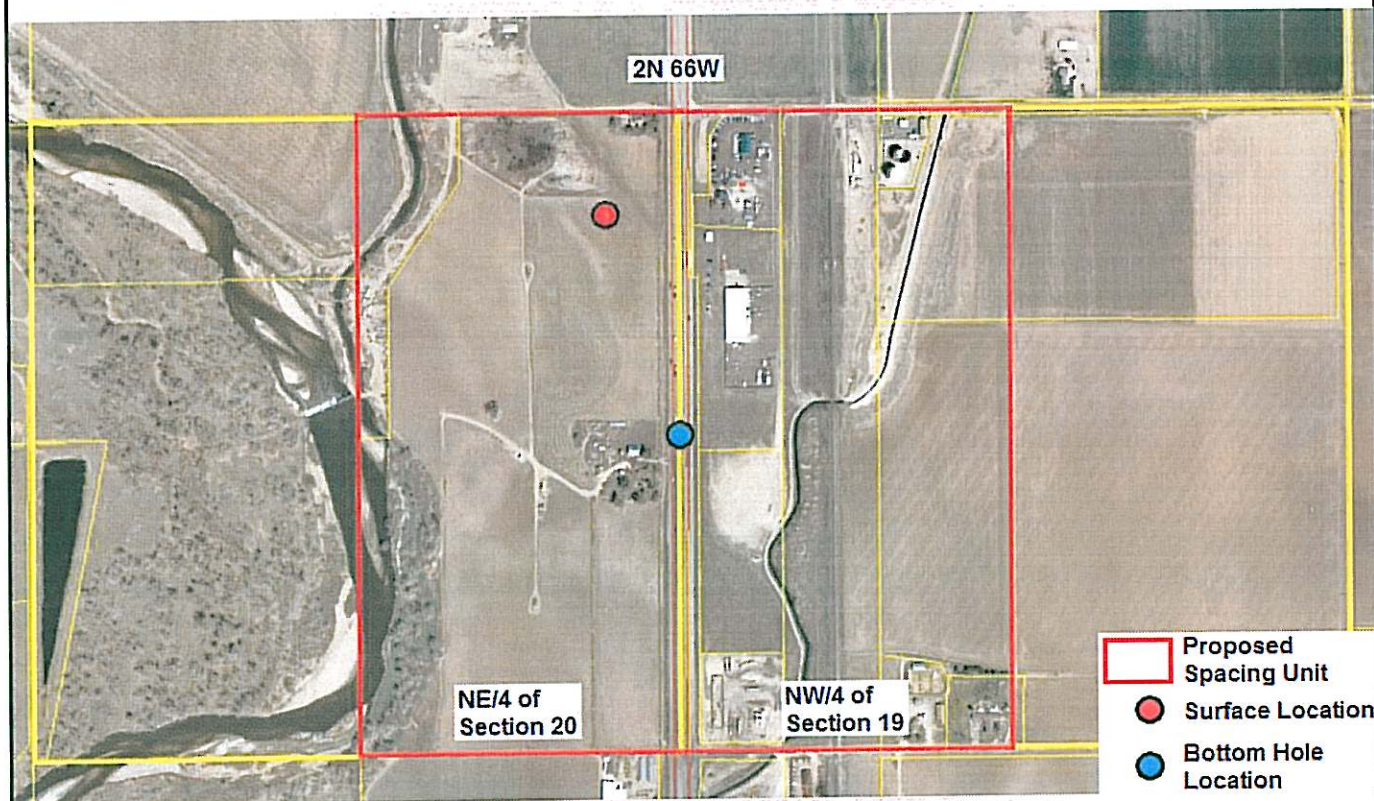 2N 66W
NE/4 of
Section 20
NW/4 of
Section 19
Proposed
Spacing Unit
Surface Location
Bottom Hole
Location